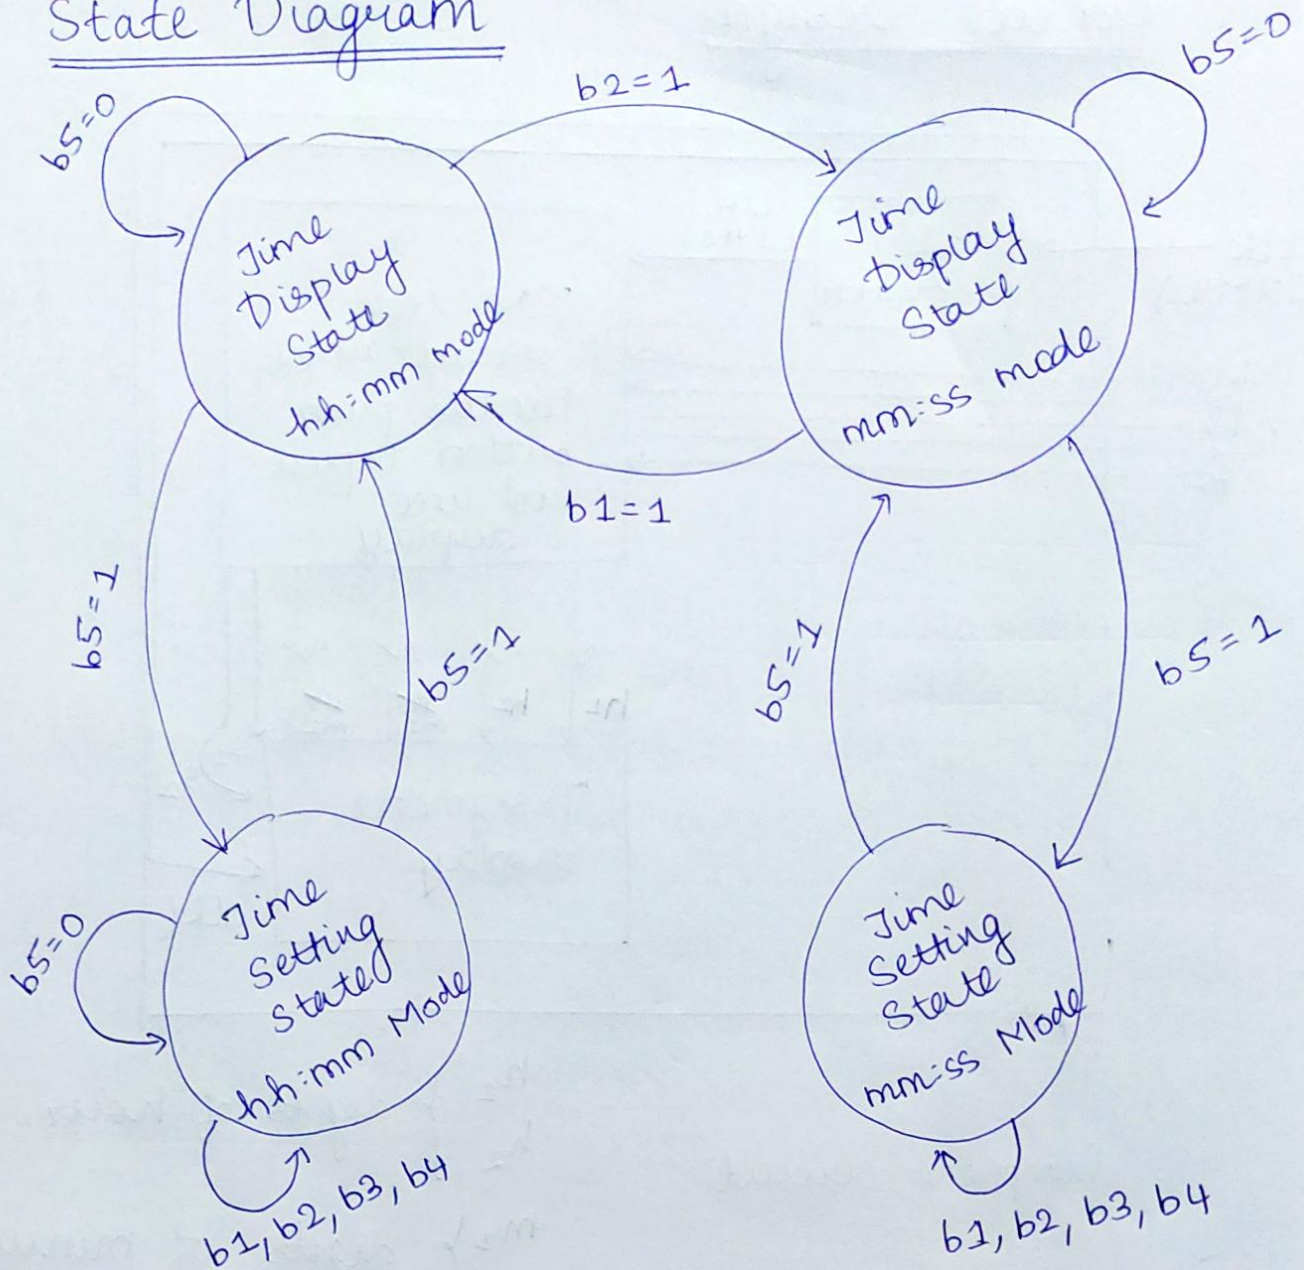 State Diagram
b5=0
b2=1
b5=0
Time
Display
State
hh:mm mode
Time
Display
State
mm:ss mode
b1=1
b5=1
b5=1
b5=1
b5=1
Time
Setting
State
hh:mm Mode
b5=0
b1, b2, b3, b4
Time
Setting
State
mm:ss Mode
b1, b2, b3, b4